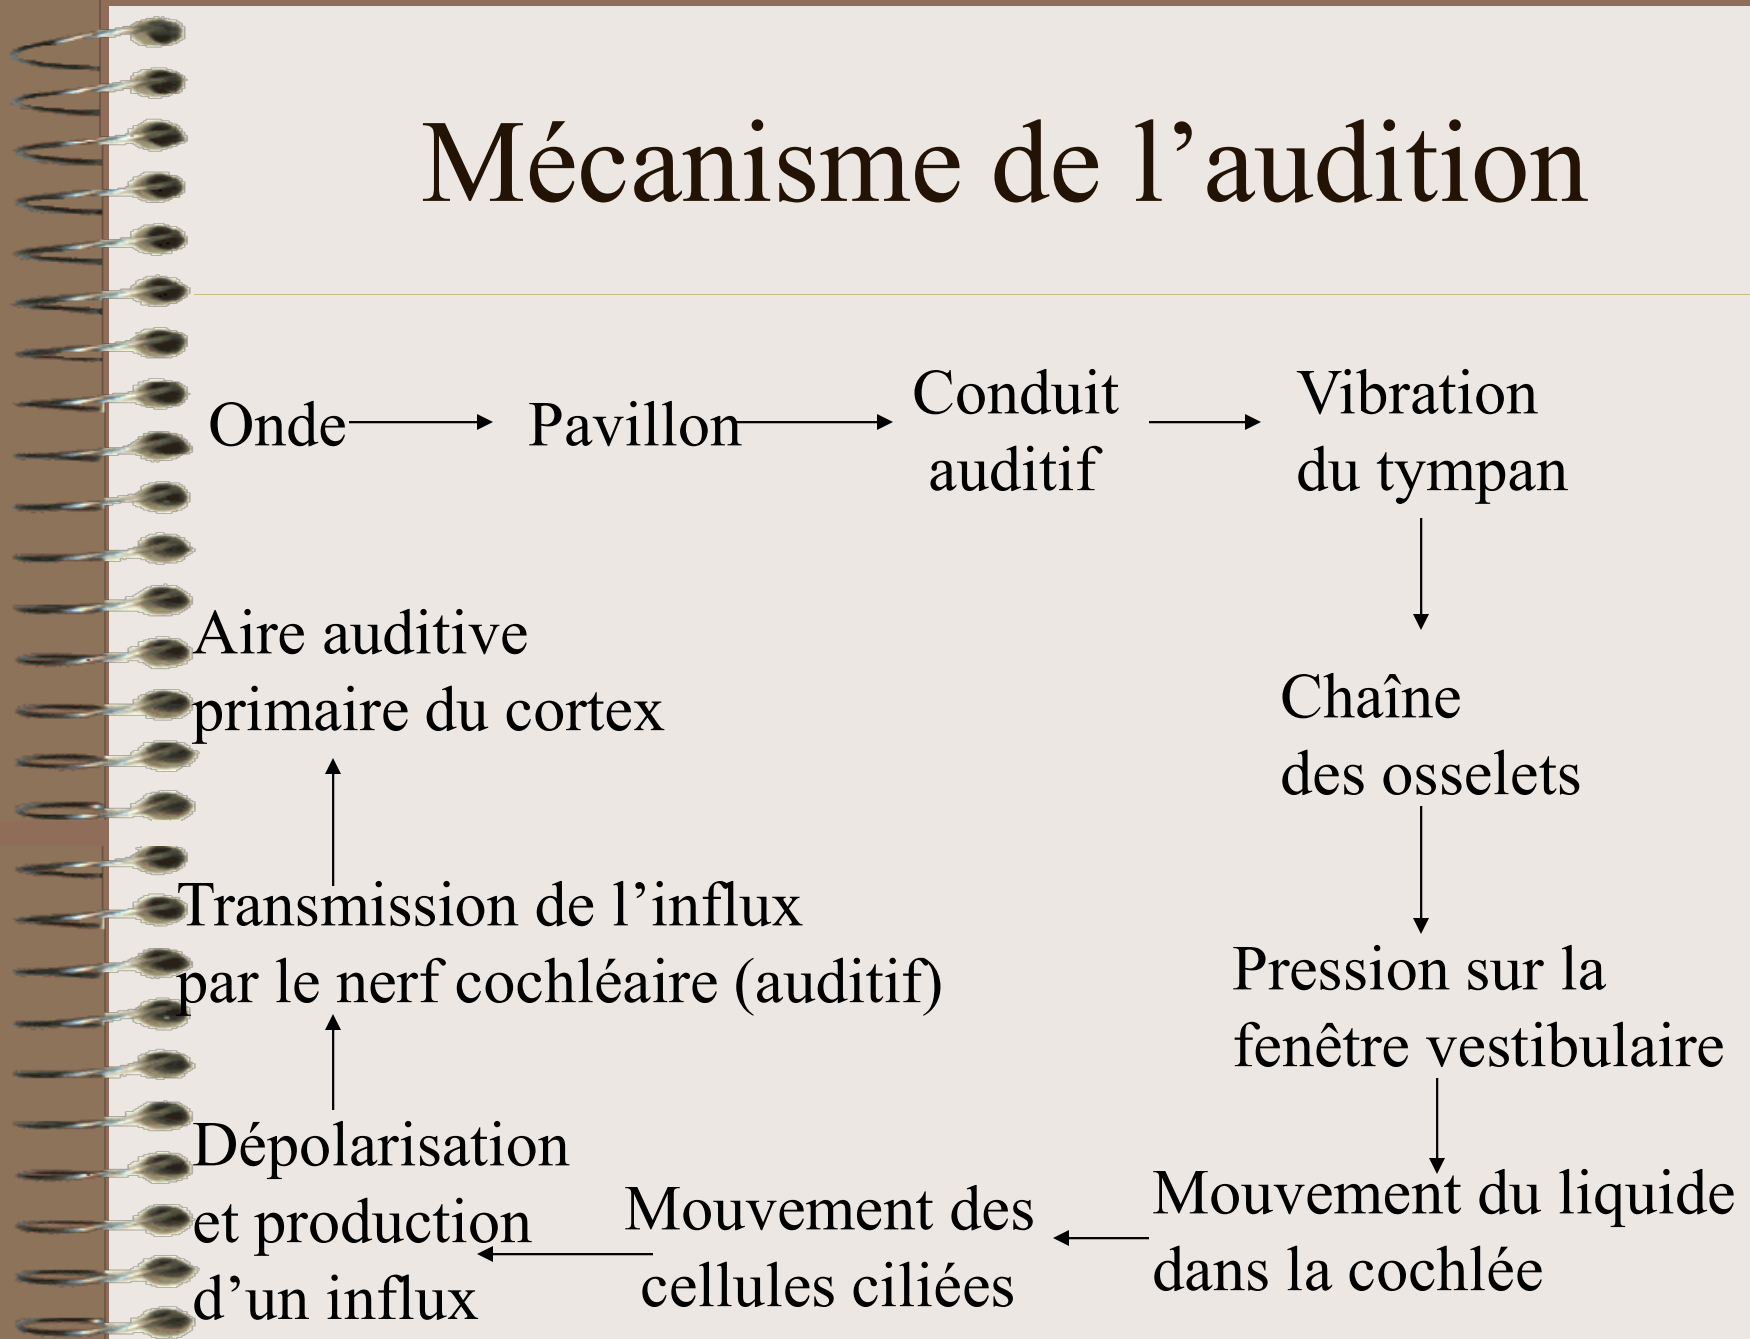 Mécanisme de l’audition
Onde
Pavillon
Conduit
auditif
Vibration
du tympan
Chaîne
des osselets
Pression sur la
fenêtre vestibulaire
Mouvement du liquide
dans la cochlée
Mouvement des
cellules ciliées
Dépolarisation
et production
d’un influx
Transmission de l’influx
par le nerf cochléaire (auditif)
Aire auditive
primaire du cortex